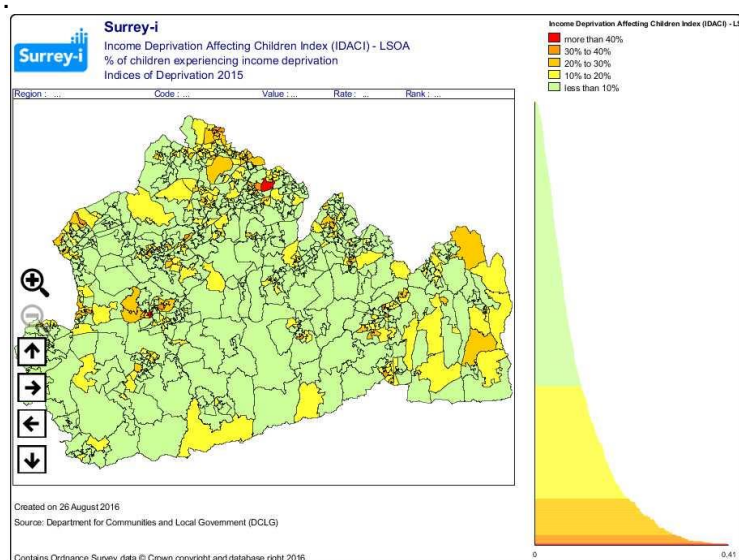 Surrey-i
Surrey-i
Income Deprivation Affecting Children Index (IDACI) - LSOA
% of children experiencing income deprivation
Indices of Deprivation 2015
Region : ... Code : ... Value : ... Rate : ... Rank : ...
Income Deprivation Affecting Children Index (IDACI) - LS
more than 40%
30% to 40%
20% to 30%
10% to 20%
less than 10%
Created on 26 August 2016
Source: Department for Communities and Local Government (DCLG)
Contains Ordnance Survey data © Crown copyright and database right 2016
0
0,41